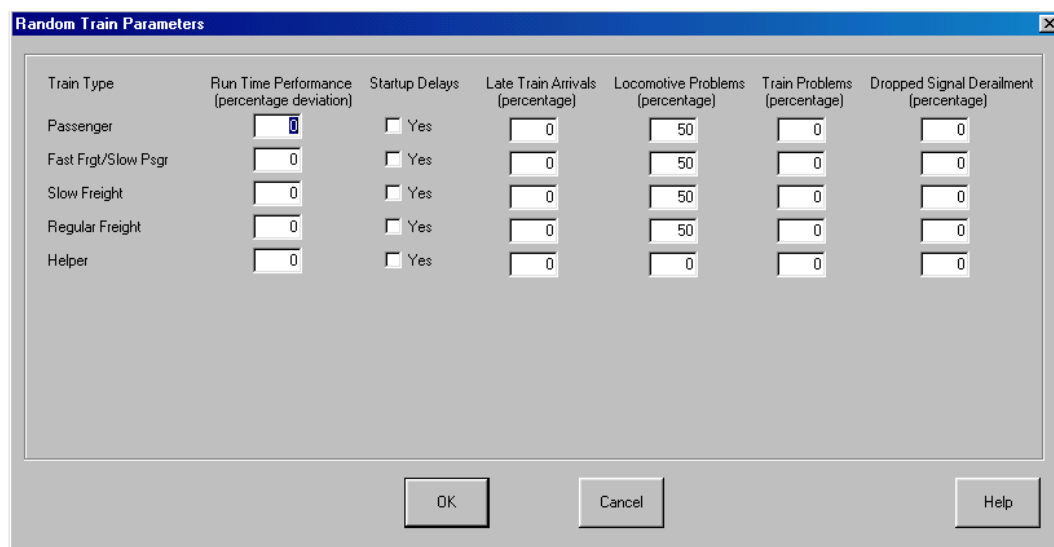 Random Train Parameters
Train Type Run Time Performance Startup Delays Late Train Arrivals Locomotive Problems Train Problems Dropped Signal Derailment
(percentage deviation) (percentage) (percentage) (percentage) (percentage)
Passenger 0 Yes 0 50 0 0
Fast Frgt/Slow Psgr 0 Yes 0 50 0 0
Slow Freight 0 Yes 0 50 0 0
Regular Freight 0 Yes 0 50 0 0
Helper 0 Yes 0 0 0 0
OK Cancel Help